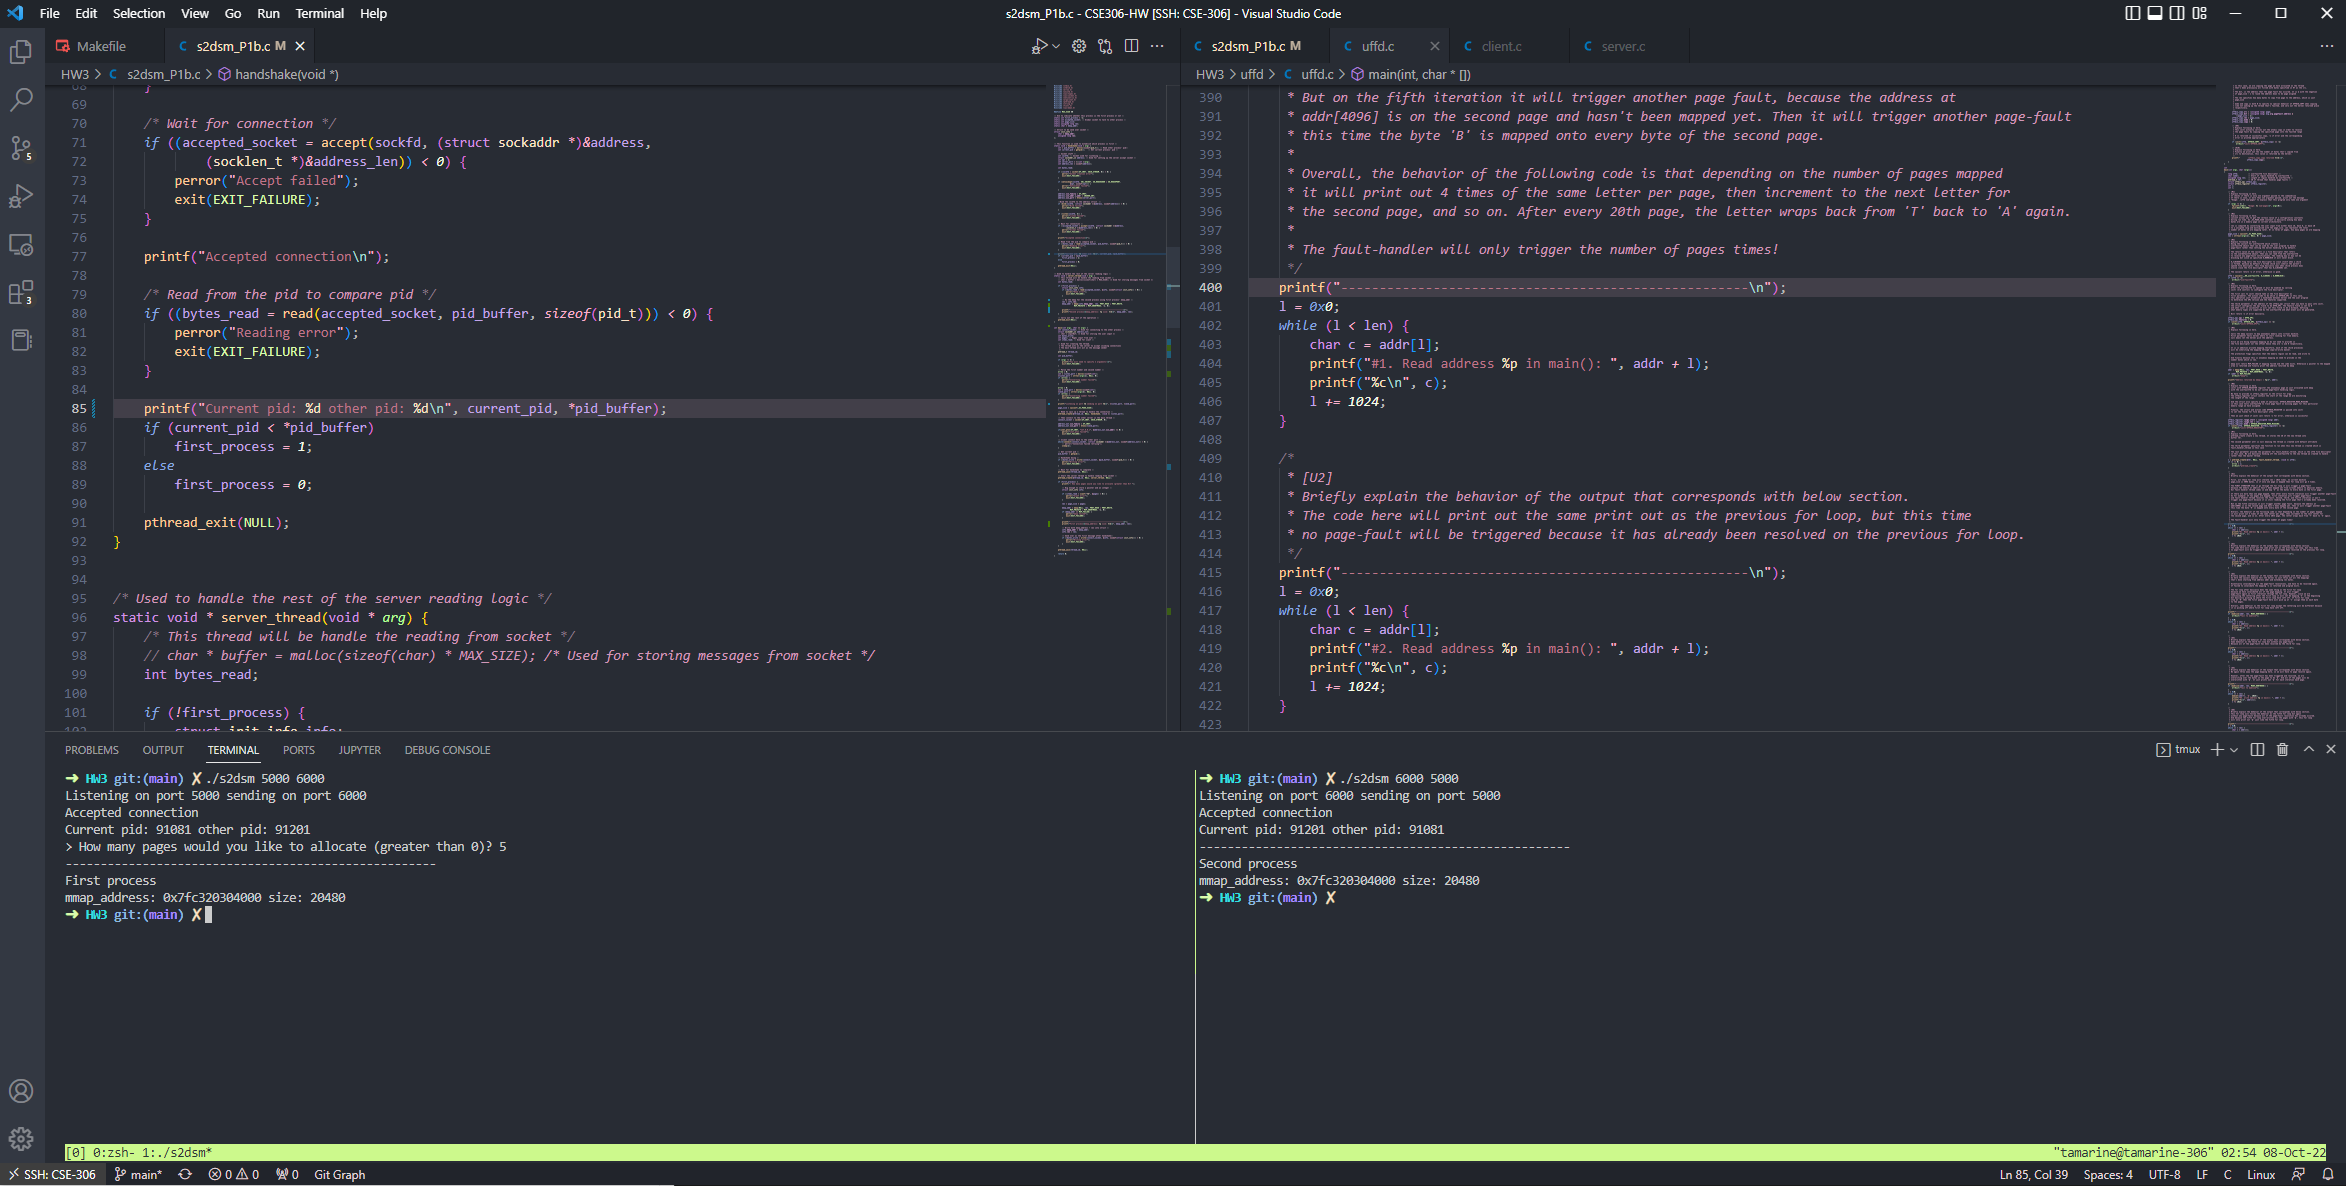 File Edit Selection View Go Run Terminal Help
s2dsm_P1b.c - CSE306-HW [SSH: CSE-306] - Visual Studio Code
Makefile
C s2dsm_P1b.c M
HW3 > C s2dsm_P1b.c > handshake(void *)
68 }
69
70 /* Wait for connection */
71 if ((accepted_socket = accept(sockfd, (struct sockaddr *)&address,
72 (socklen_t *)&address_len)) < 0) {
73 perror("Accept failed");
74 exit(EXIT_FAILURE);
75 }
76
77 printf("Accepted connection\n");
78
79 /* Read from the pid to compare pid */
80 if ((bytes_read = read(accepted_socket, pid_buffer, sizeof(pid_t))) < 0) {
81 perror("Reading error");
82 exit(EXIT_FAILURE);
83 }
84
85 printf("Current pid: %d other pid: %d\n", current_pid, *pid_buffer);
86 if (current_pid < *pid_buffer)
87 first_process = 1;
88 else
89 first_process = 0;
90
91 pthread_exit(NULL);
92 }
93
94
95 /* Used to handle the rest of the server reading logic */
96 static void * server_thread(void * arg) {
97 /* This thread will be handle the reading from socket */
98 // char * buffer = malloc(sizeof(char) * MAX_SIZE); /* Used for storing messages from socket */
99 int bytes_read;
100
101 if (!first_process) {
102 struct init_info info;
C s2dsm_P1b.c M
C uffd.c
C client.c
C server.c
HW3 > uffd > C uffd.c > main(int, char * [])
390 * But on the fifth iteration it will trigger another page fault, because the address at
391 * addr[4096] is on the second page and hasn't been mapped yet. Then it will trigger another page-fault
392 * this time the byte 'B' is mapped onto every byte of the second page.
393 *
394 * Overall, the behavior of the following code is that depending on the number of pages mapped
395 * it will print out 4 times of the same letter per page, then increment to the next letter for
396 * the second page, and so on. After every 20th page, the letter wraps back from 'T' back to 'A' again.
397 *
398 * The fault-handler will only trigger the number of pages times!
399 */
400 printf("-----------------------------------------------------\n");
401 l = 0x0;
402 while (l < len) {
403 char c = addr[l];
404 printf("#1. Read address %p in main(): ", addr + l);
405 printf("%c\n", c);
406 l += 1024;
407 }
408
409 /*
410 * [U2]
411 * Briefly explain the behavior of the output that corresponds with below section.
412 * The code here will print out the same print out as the previous for loop, but this time
413 * no page-fault will be triggered because it has already been resolved on the previous for loop.
414 */
415 printf("-----------------------------------------------------\n");
416 l = 0x0;
417 while (l < len) {
418 char c = addr[l];
419 printf("#2. Read address %p in main(): ", addr + l);
420 printf("%c\n", c);
421 l += 1024;
422 }
423
PROBLEMS OUTPUT TERMINAL PORTS JUPYTER DEBUG CONSOLE
tmux
➜ HW3 git:(main) ✗ ./s2dsm 5000 6000
Listening on port 5000 sending on port 6000
Accepted connection
Current pid: 91081 other pid: 91201
> How many pages would you like to allocate (greater than 0)? 5
-----------------------------------------------------
First process
mmap_address: 0x7fc320304000 size: 20480
➜ HW3 git:(main) ✗
➜ HW3 git:(main) ✗ ./s2dsm 6000 5000
Listening on port 6000 sending on port 5000
Accepted connection
Current pid: 91201 other pid: 91081
-----------------------------------------------------
Second process
mmap_address: 0x7fc320304000 size: 20480
➜ HW3 git:(main) ✗
[0] 0:zsh- 1:./s2dsm*
"tamarine@tamarine-306" 02:54 08-Oct-22
SSH: CSE-306 main* 0 0 0 Git Graph
Ln 85, Col 39 Spaces: 4 UTF-8 LF C Linux
5
3